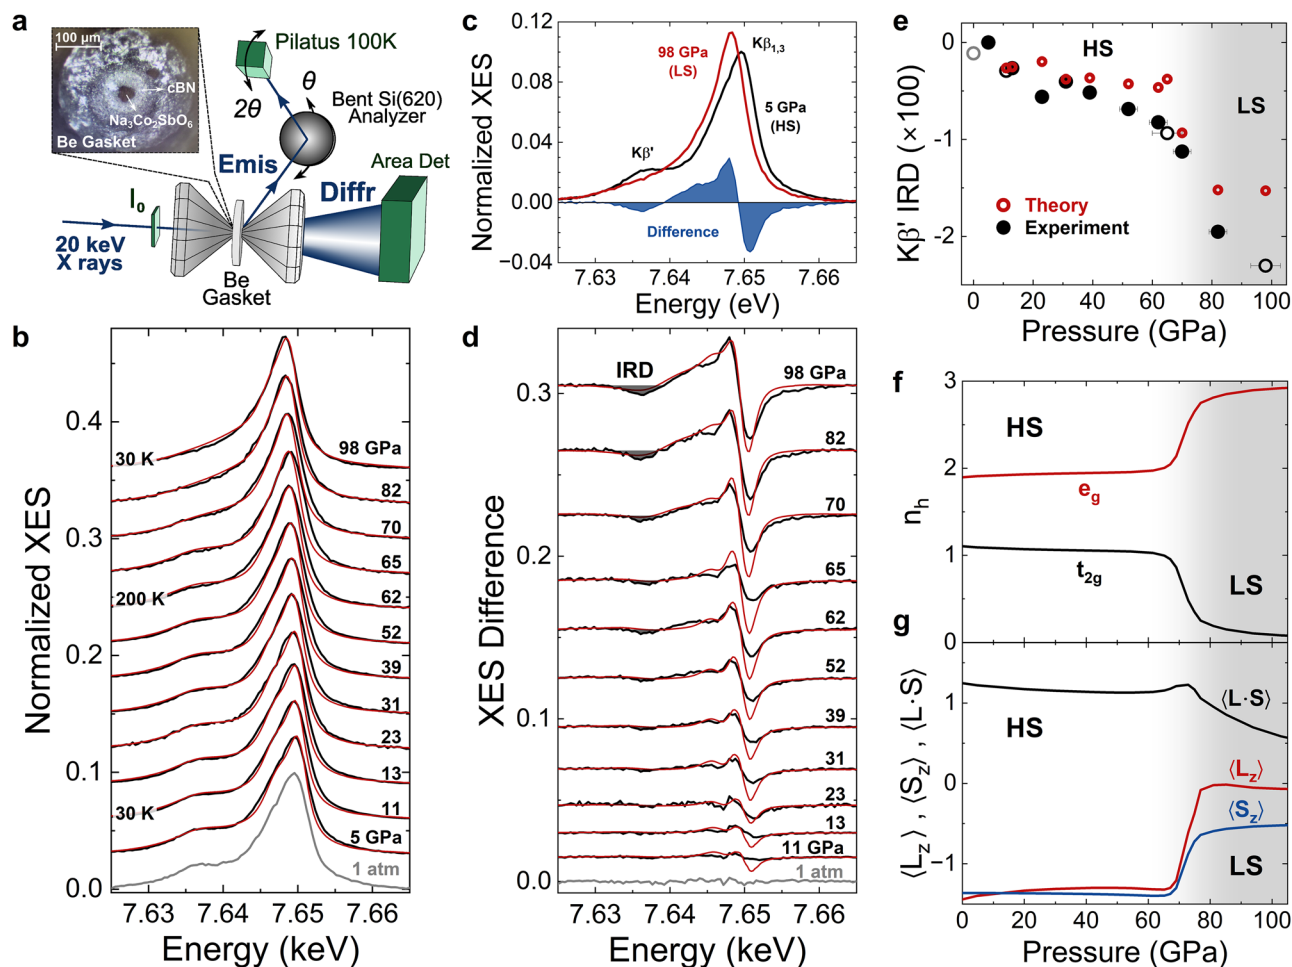 a
100 μm
cBN
Na3Co2SbO6
Be Gasket
Pilatus 100K
2θ
θ
Bent Si(620)
Analyzer
Emis
Area Det
Diffr
I0
20 keV
X rays
Be
Gasket
c
Normalized XES
0.12
0.08
0.04
0.00
−0.04
98 GPa
(LS)
Kβ1,3
5 GPa
(HS)
Kβ'
Difference
7.63
7.64
7.65
7.66
Energy (eV)
e
Kβ' IRD (×100)
0
-1
-2
HS
LS
Theory
Experiment
0
20
40
60
80
100
Pressure (GPa)
b
Normalized XES
0.4
0.3
0.2
0.1
0.0
30 K
98 GPa
82
70
65
200 K
62
52
39
31
23
13
30 K
11
5 GPa
1 atm
7.63
7.64
7.65
7.66
Energy (keV)
d
XES Difference
0.3
0.2
0.1
0.0
IRD
98 GPa
82
70
65
62
52
39
31
23
13
11 GPa
1 atm
7.63
7.64
7.65
7.66
Energy (keV)
f
nh
3
2
1
0
HS
eg
t2g
LS
g
⟨Lz⟩ , ⟨Sz⟩ , ⟨L·S⟩
1
0
−1
HS
⟨L·S⟩
⟨Lz⟩
⟨Sz⟩
LS
0
20
40
60
80
100
Pressure (GPa)